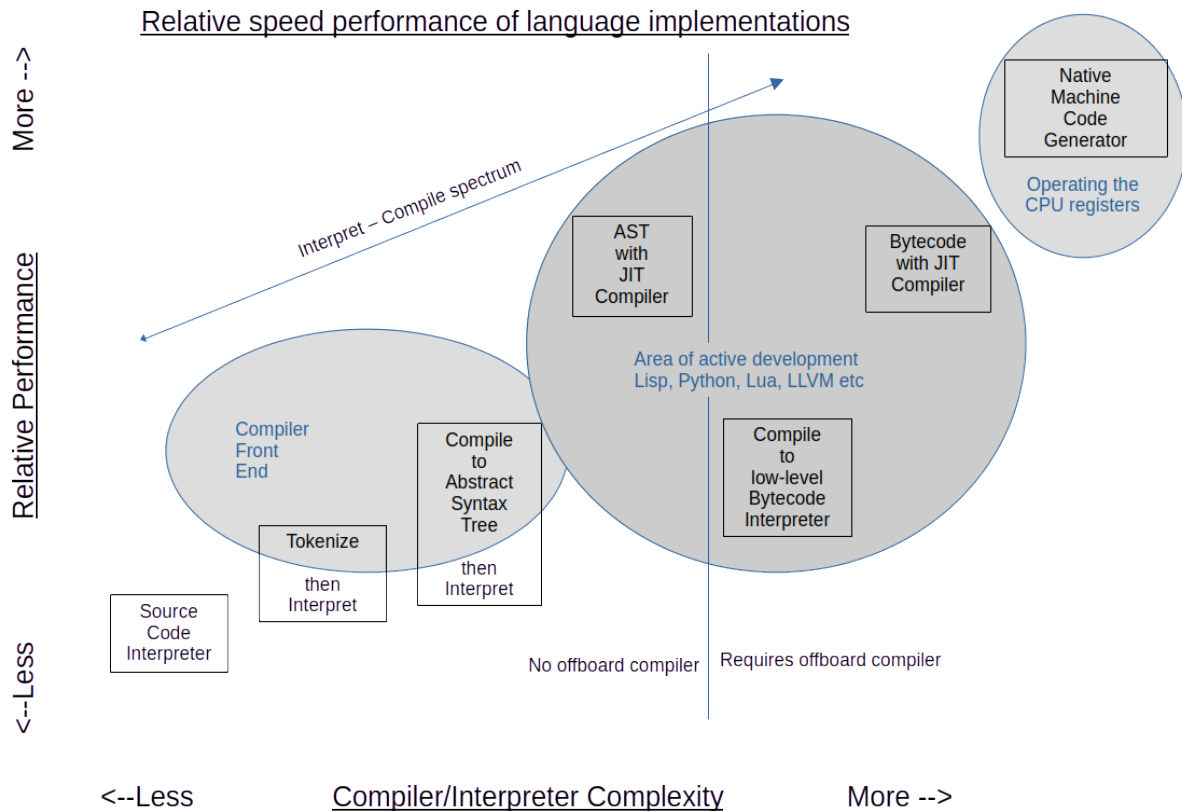 Relative speed performance of language implementations
More -->
Native
Machine
Code
Generator
Operating the
CPU registers
Interpret – Compile spectrum
AST
with
JIT
Compiler
Bytecode
with JIT
Compiler
Relative Performance
Area of active development
Lisp, Python, Lua, LLVM etc
Compiler
Front
End
Compile
to
Abstract
Syntax
Tree
then
Interpret
Compile
to
low-level
Bytecode
Interpreter
Tokenize
then
Interpret
Source
Code
Interpreter
<--Less
No offboard compiler
Requires offboard compiler
<--Less
Compiler/Interpreter Complexity
More -->